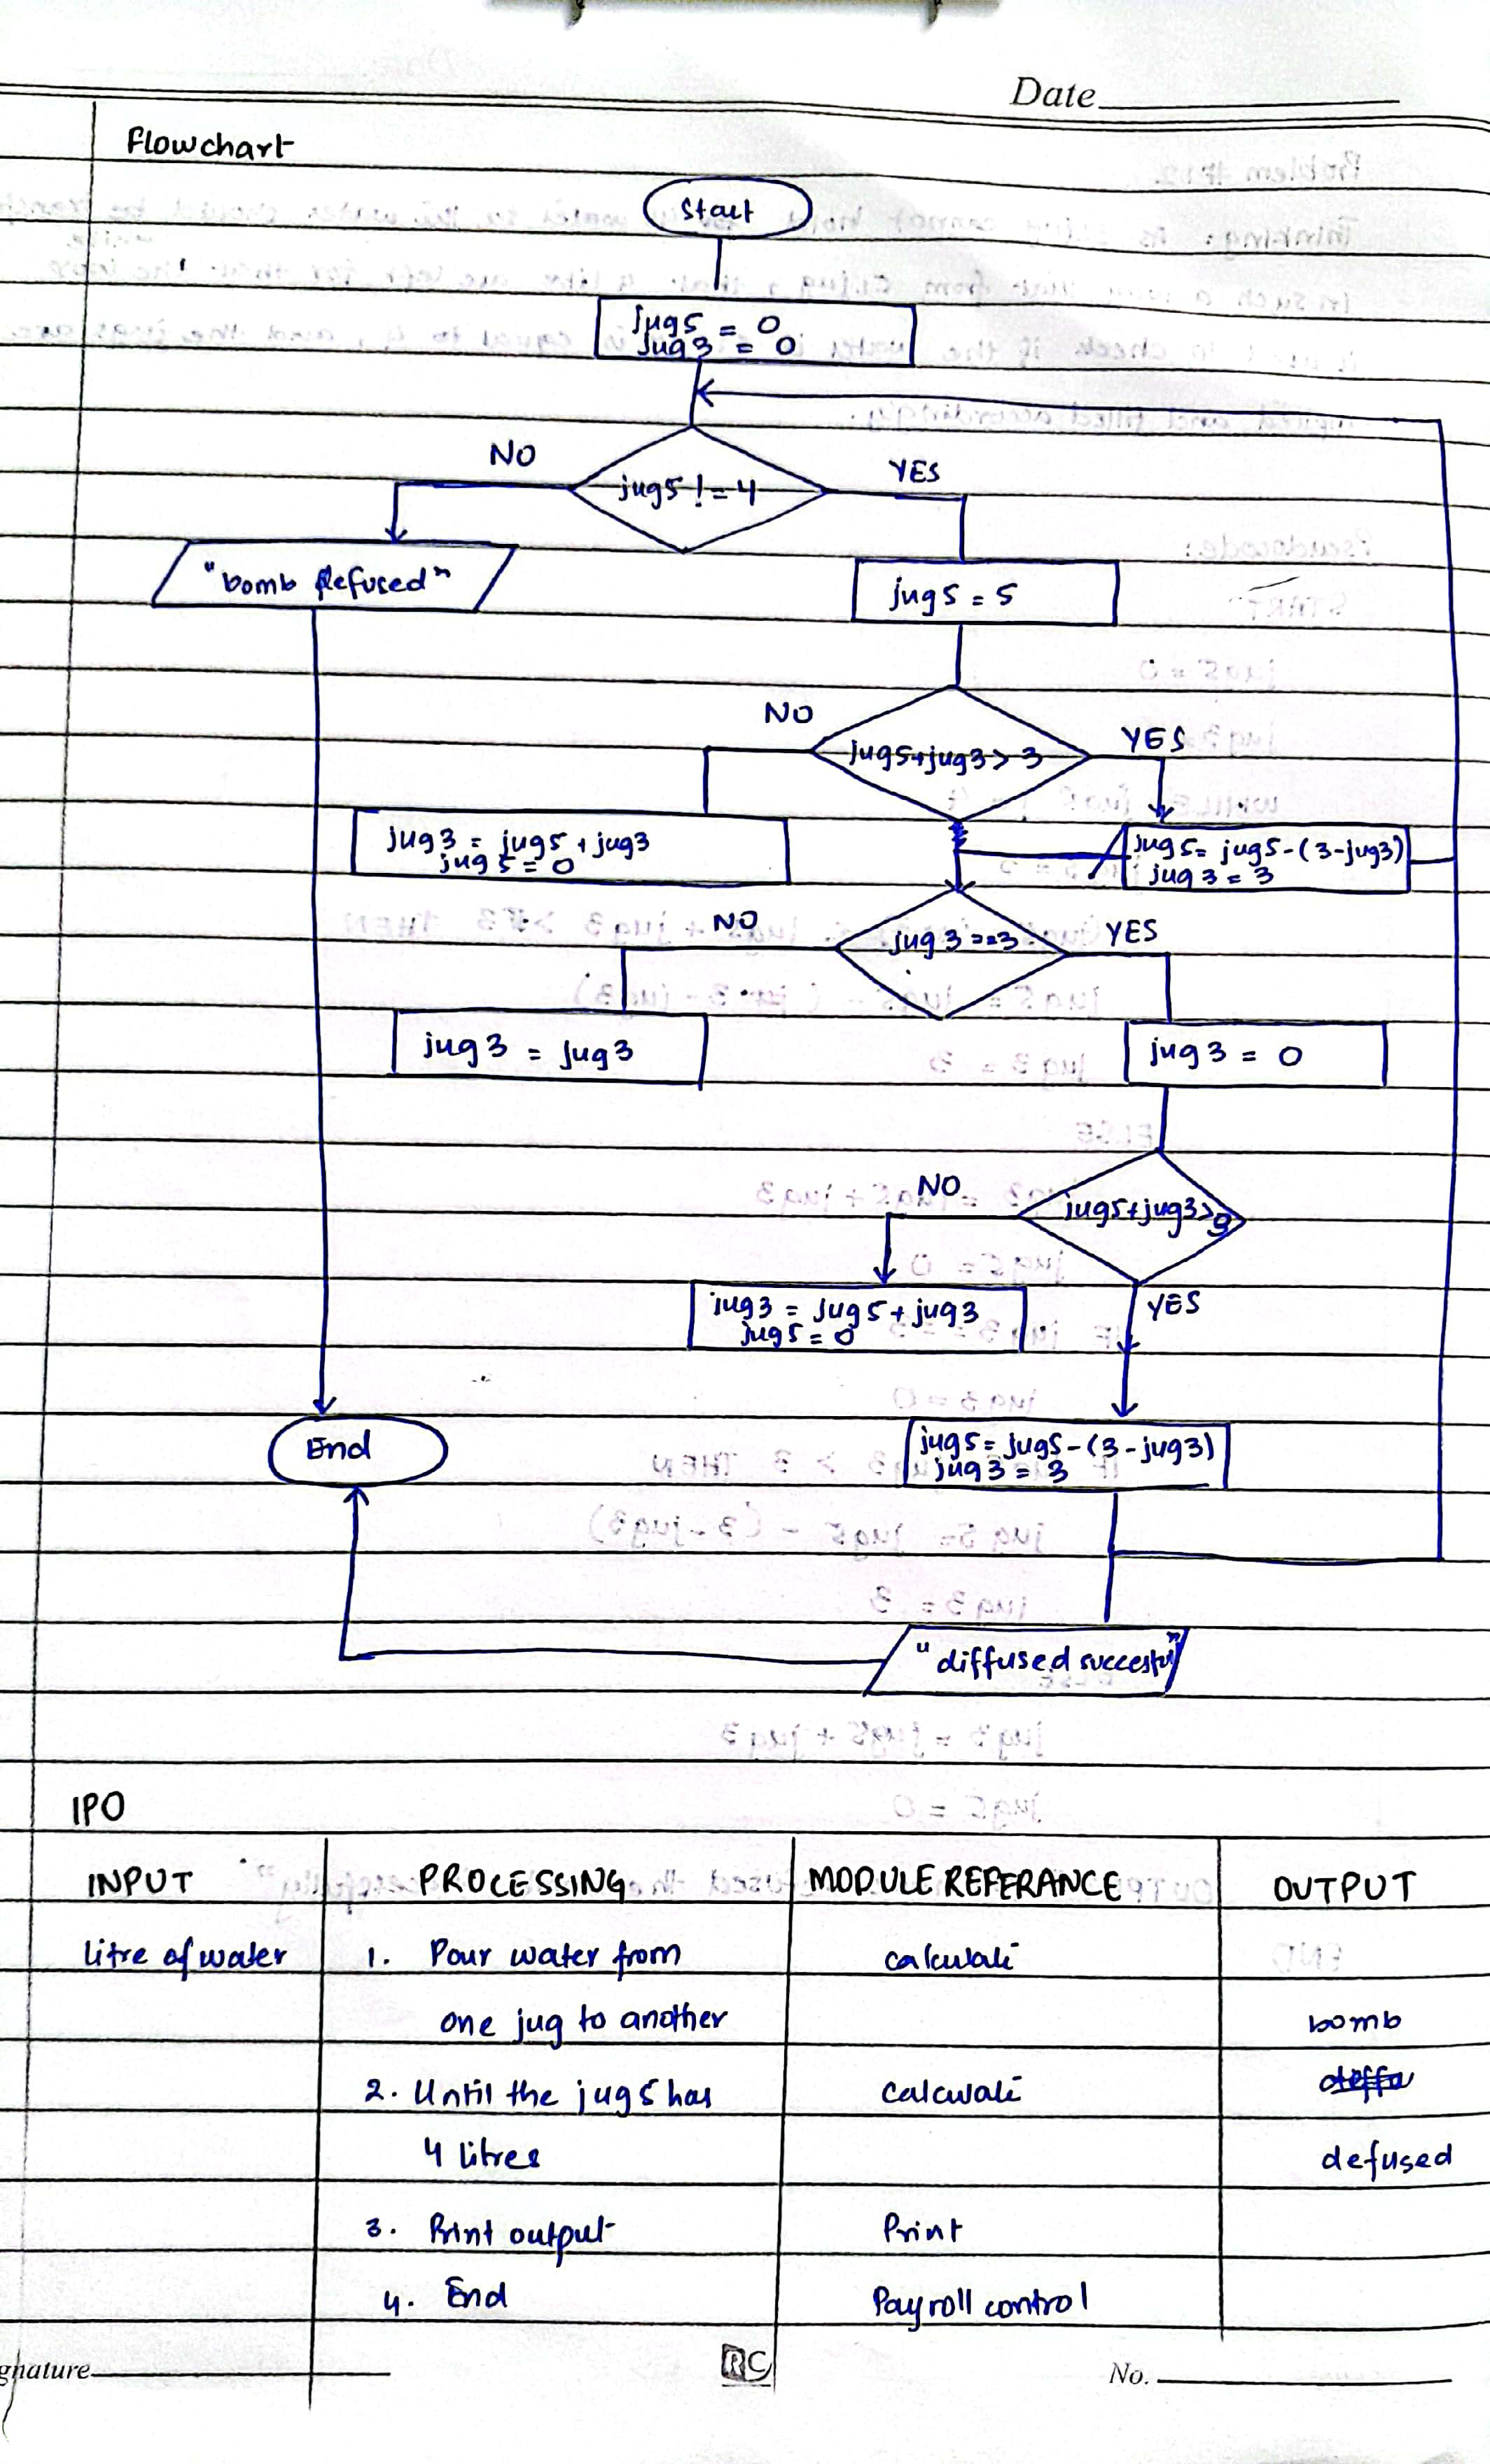 Date
Flowchart
Start
jug5 = 0
jug3 = 0
NO
jug5 != 4
YES
"bomb defused"
jug5 = 5
NO
jug5+jug3 > 3
YES
jug3 = jug5 + jug3
jug5 = 0
jug5 = jug5-(3-jug3)
jug3 = 3
NO
jug3 ==3
YES
jug3 = jug3
jug3 = 0
NO
jug5+jug3>3
jug3 = jug5 + jug3
jug5 = 0
YES
End
jug5 = jug5-(3-jug3)
jug3 = 3
"diffused succesful"
IPO
INPUT PROCESSING MODULE REFERANCE OUTPUT
litre of water 1. Pour water from calculate
one jug to another bomb
2. Until the jug5 has calculate
4 litres defused
3. Print output Print
4. End Payroll control
gnature RC No.